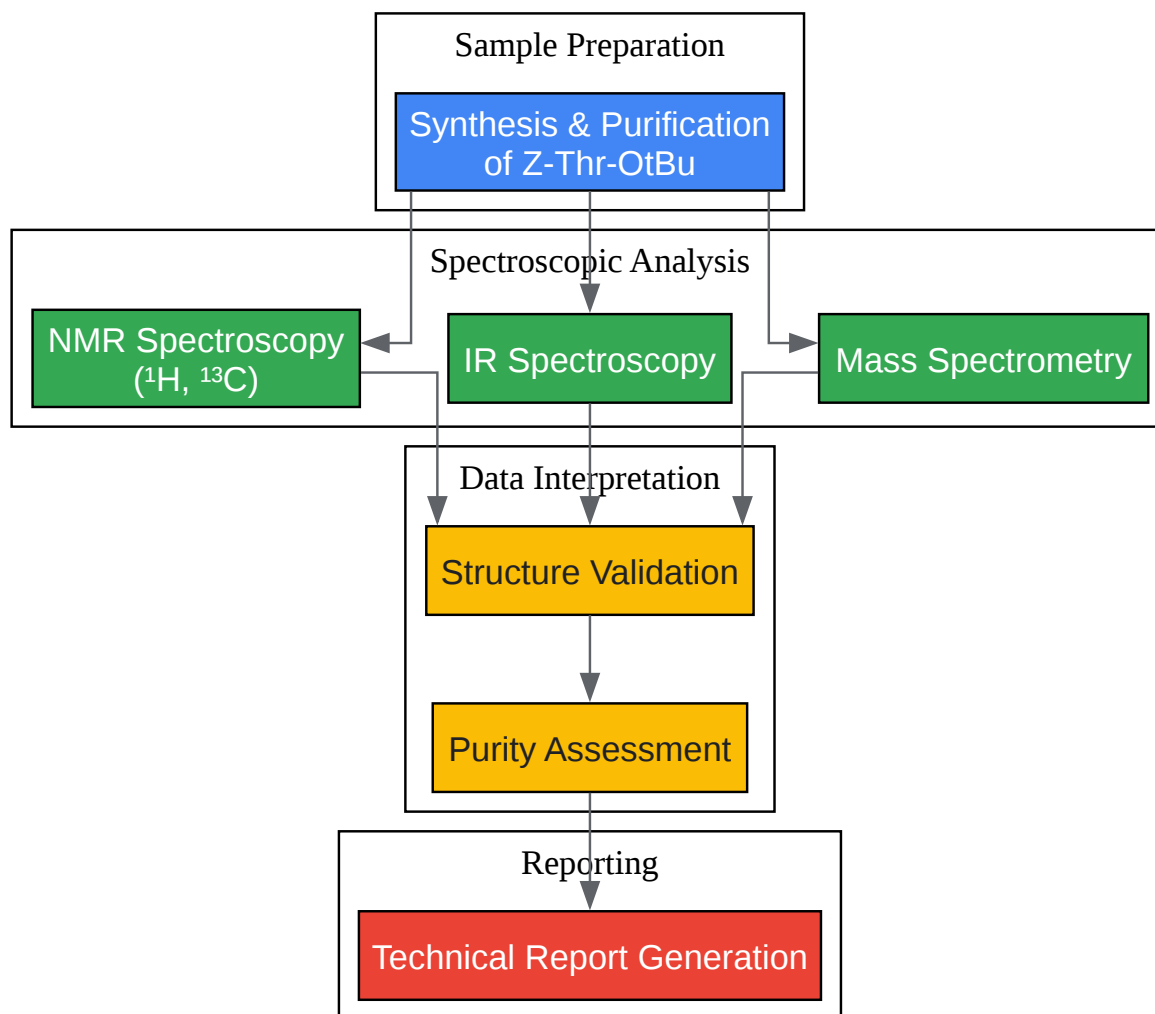 Sample Preparation
Synthesis & Purification
of Z-Thr-OtBu
Spectroscopic Analysis
NMR Spectroscopy
(¹H, ¹³C)
IR Spectroscopy
Mass Spectrometry
Data Interpretation
Structure Validation
Purity Assessment
Reporting
Technical Report Generation